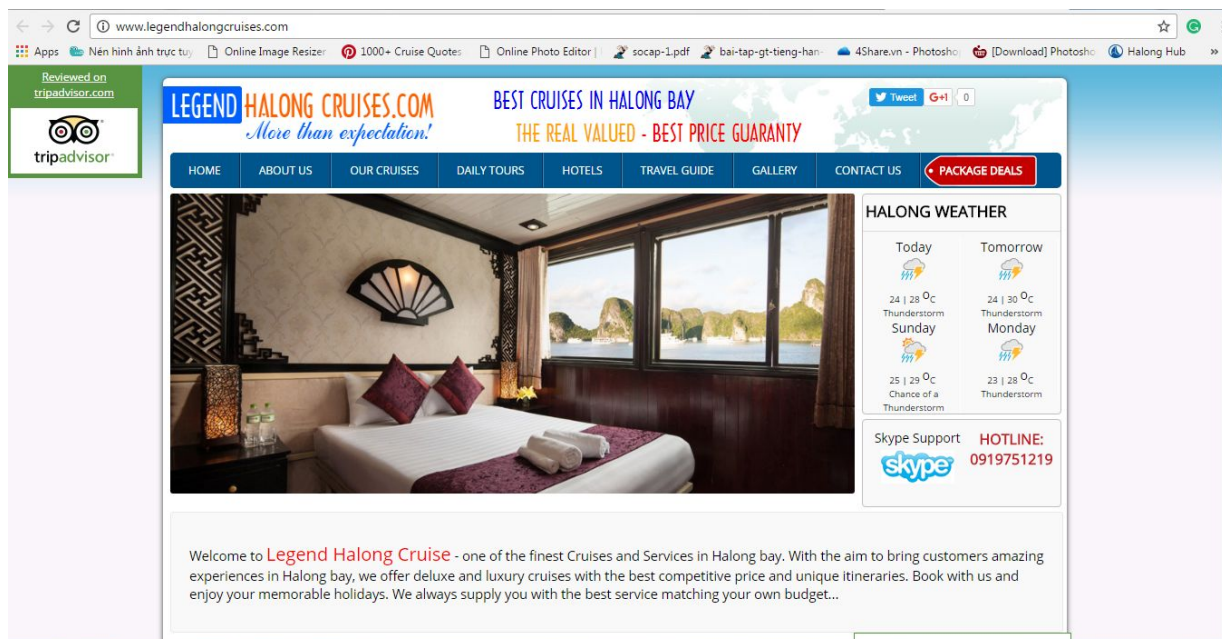 www.legendhalongcruises.com
Apps Nén hình ảnh trực tuy Online Image Resizer 1000+ Cruise Quotes Online Photo Editor | socap-1.pdf bai-tap-gt-tieng-han- 4Share.vn - Photosho [Download] Photosho Halong Hub »
Reviewed on
tripadvisor.com
tripadvisor
LEGEND HALONG CRUISES.COM
More than expectation!
BEST CRUISES IN HALONG BAY
THE REAL VALUED - BEST PRICE GUARANTY
Tweet G+1 0
HOME ABOUT US OUR CRUISES DAILY TOURS HOTELS TRAVEL GUIDE GALLERY CONTACT US PACKAGE DEALS
HALONG WEATHER
Today Tomorrow
24 | 28 ᴼC 24 | 30 ᴼC
Thunderstorm Thunderstorm
Sunday Monday
25 | 29 ᴼC 23 | 28 ᴼC
Chance of a Thunderstorm
Thunderstorm
Skype Support HOTLINE:
skype 0919751219
Welcome to Legend Halong Cruise - one of the finest Cruises and Services in Halong bay. With the aim to bring customers amazing
experiences in Halong bay, we offer deluxe and luxury cruises with the best competitive price and unique itineraries. Book with us and
enjoy your memorable holidays. We always supply you with the best service matching your own budget...